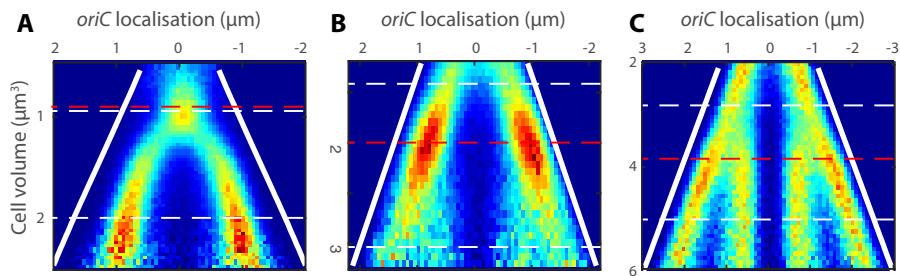 A oriC localisation (µm) B oriC localisation (µm) C oriC localisation (µm)
2 1 0 -1 -2 2 1 0 -1 -2 3 2 1 0 -1 -2 -3
Cell volume (µm³)
1
2
2
3
2
4
6